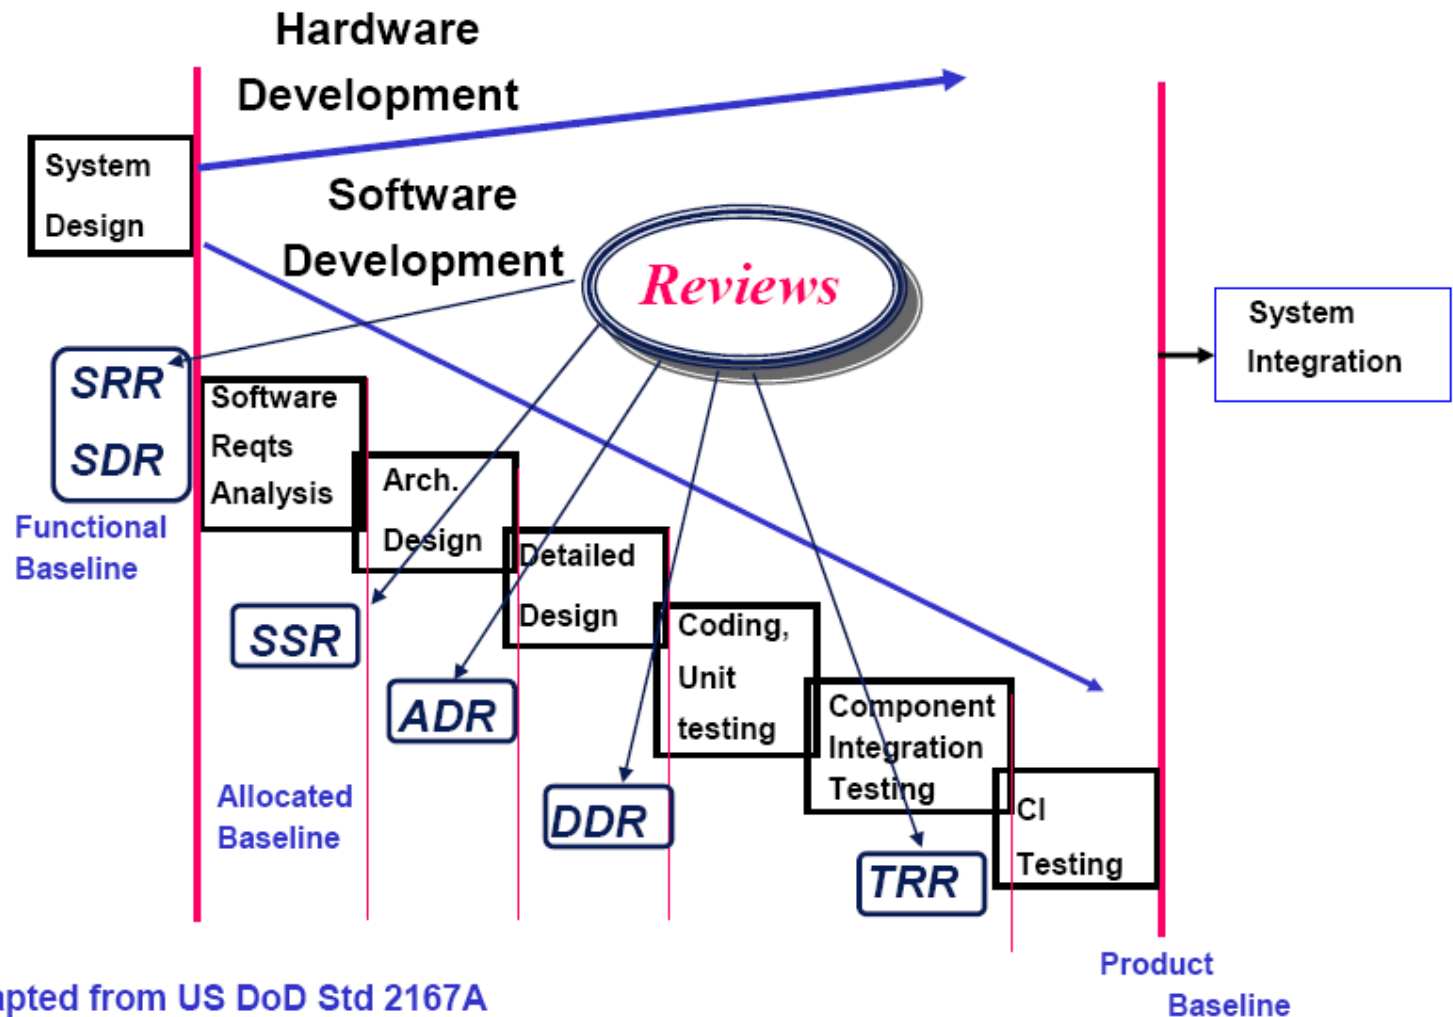 Hardware
Development
System
Design
Software
Development
Reviews
System
Integration
SRR
SDR
Functional
Baseline
Software
Reqts
Analysis
Arch.
Design
Detailed
Design
Coding,
Unit
testing
Component
Integration
Testing
CI
Testing
SSR
ADR
DDR
TRR
Allocated
Baseline
Product
Baseline
apted from US DoD Std 2167A